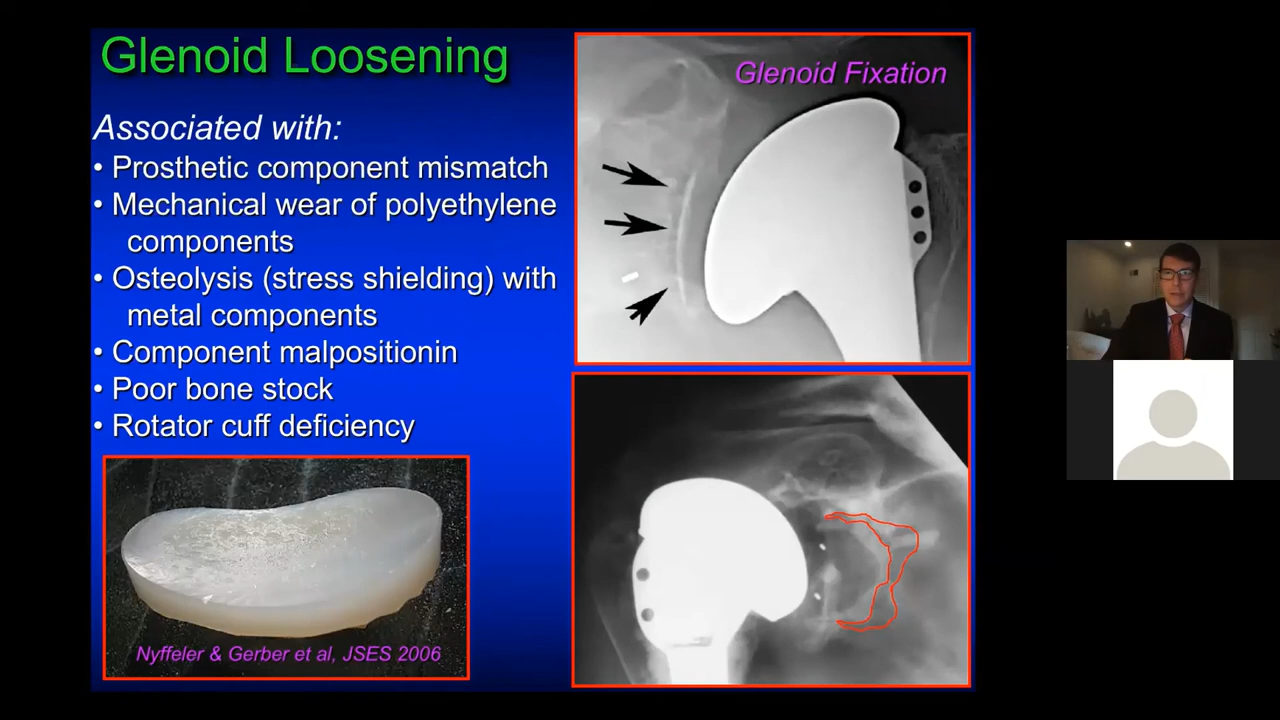 Glenoid Loosening
Associated with:
• Prosthetic component mismatch
• Mechanical wear of polyethylene
components
• Osteolysis (stress shielding) with
metal components
• Component malpositionin
• Poor bone stock
• Rotator cuff deficiency
Nyffeler & Gerber et al, JSES 2006
Glenoid Fixation